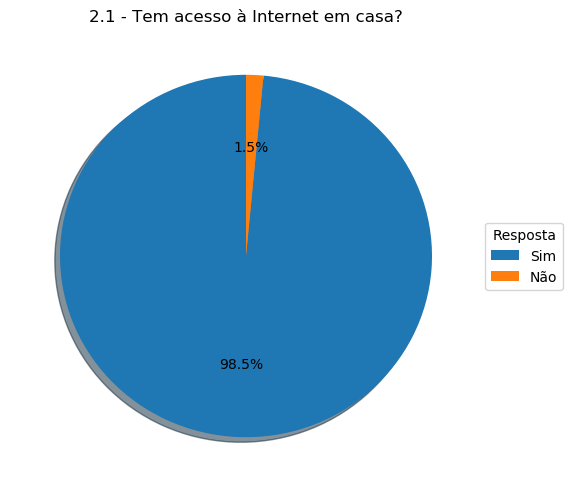 2.1 - Tem acesso à Internet em casa?
1.5%
98.5%
Resposta
Sim
Não